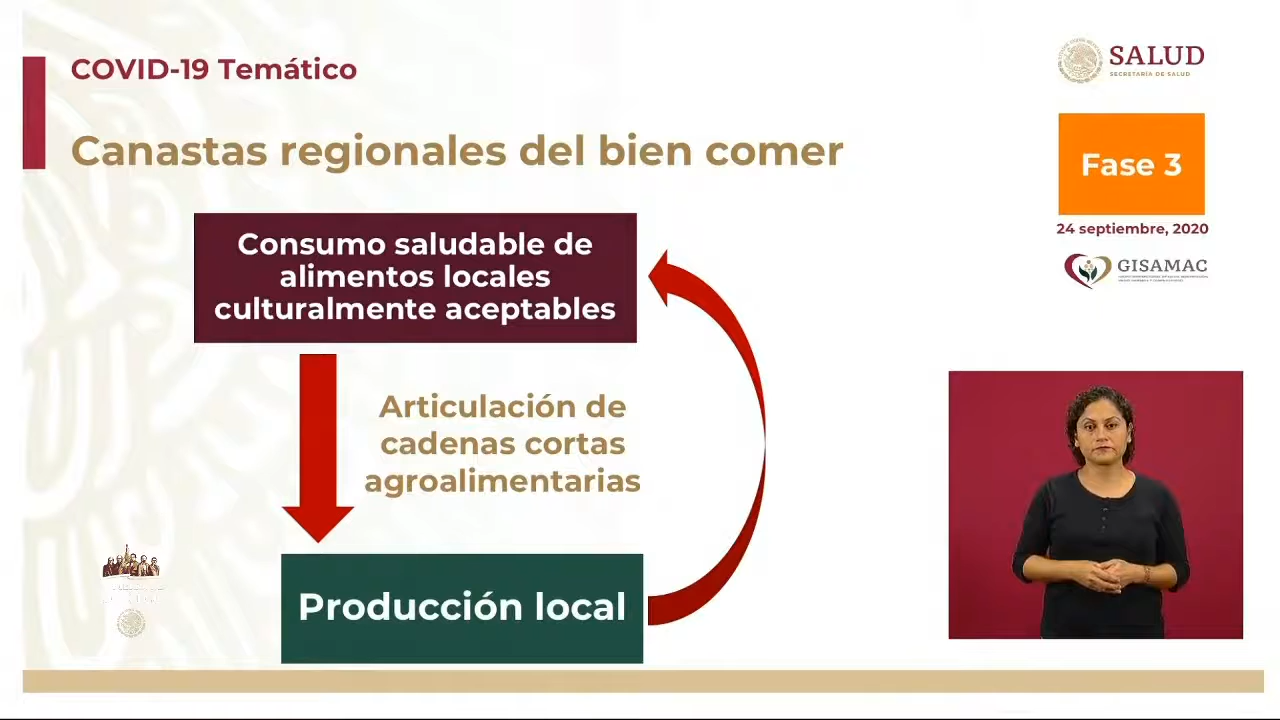 COVID-19 Temático
SALUD
SECRETARÍA DE SALUD
Canastas regionales del bien comer
Fase 3
24 septiembre, 2020
GISAMAC
Consumo saludable de
alimentos locales
culturalmente aceptables
Articulación de
cadenas cortas
agroalimentarias
Producción local